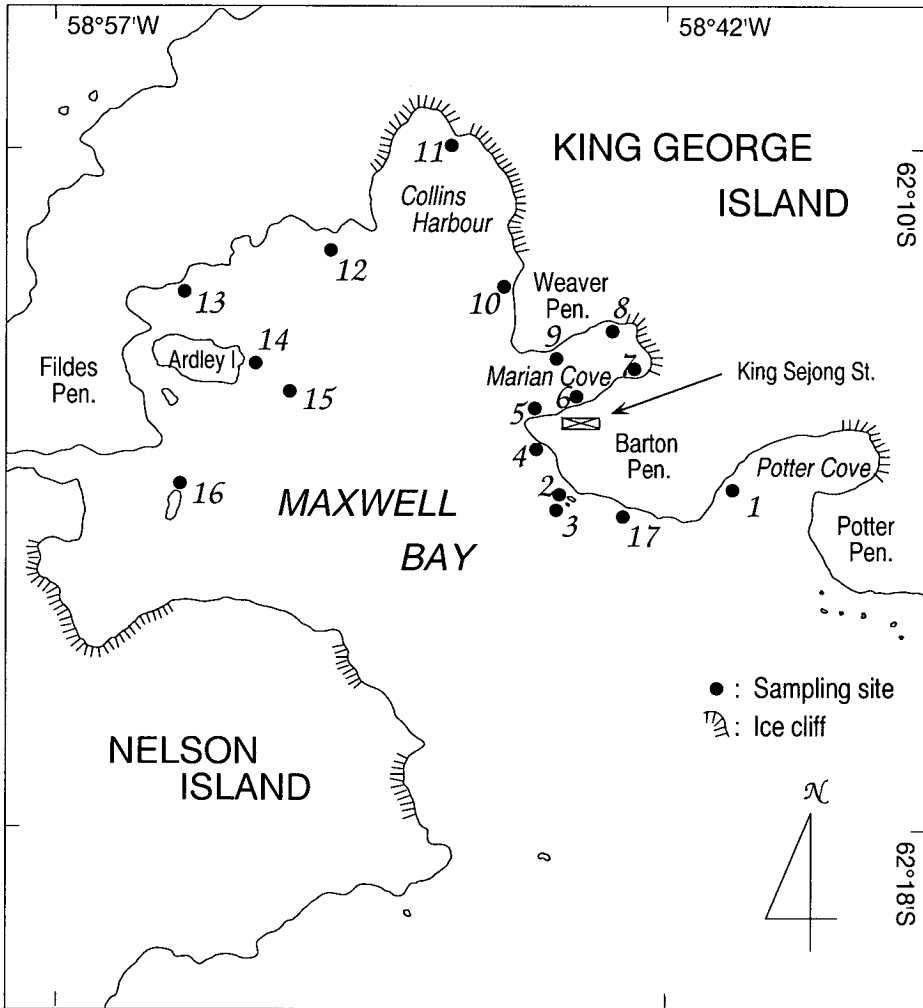 58°57'W
58°42'W
KING GEORGE
ISLAND
62°10'S
11
Collins
Harbour
12
10
Weaver
Pen.
13
8
9
14
Ardley I.
7
Fildes
Pen.
Marian Cove
King Sejong St.
15
6
5
Barton
Pen.
4
Potter Cove
16
2
1
MAXWELL
BAY
3
17
Potter
Pen.
: Sampling site
: Ice cliff
NELSON
ISLAND
N
62°18'S